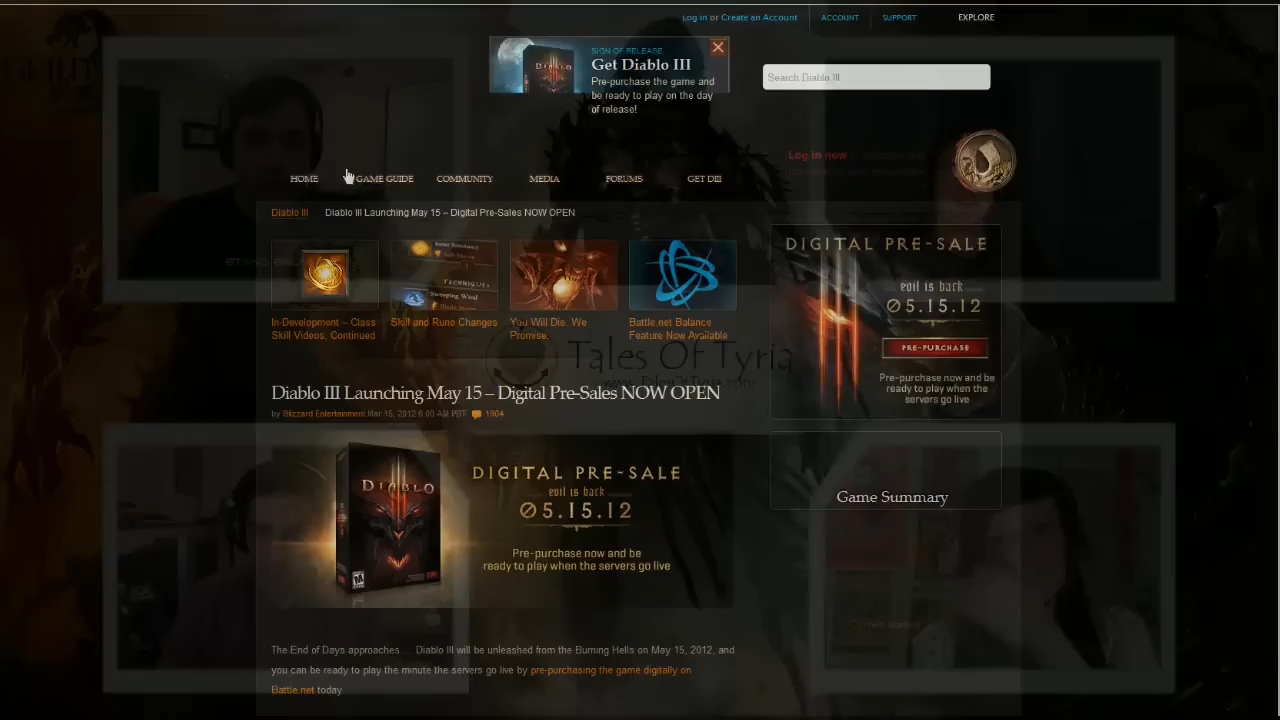 Log in or Create an Account
ACCOUNT
SUPPORT
EXPLORE
SIGN OF RELEASE
Get Diablo III
Pre-purchase the game and
be ready to play on the day
of release!
Search Diablo III
Log in now
HOME
GAME GUIDE
COMMUNITY
MEDIA
FORUMS
GET DIII
Diablo III
Diablo III Launching May 15 – Digital Pre-Sales NOW OPEN
In-Development – Class
Skill Videos, Continued
Skill and Rune Changes
You Will Die. We
Promise.
Battle.net Balance
Feature Now Available
DIGITAL PRE-SALE
evil is back
05.15.12
PRE-PURCHASE
Pre-purchase now and be
ready to play when the
servers go live
Tales Of Tyria
www.TalesOfTyria.com
Diablo III Launching May 15 – Digital Pre-Sales NOW OPEN
by Blizzard Entertainment Mar 15, 2012 6:00 AM PDT 1904
DIABLO
DIGITAL PRE-SALE
evil is back
05.15.12
Pre-purchase now and be
ready to play when the servers go live
Game Summary
The End of Days approaches… Diablo III will be unleashed from the Burning Hells on May 15, 2012, and
you can be ready to play the minute the servers go live by pre-purchasing the game digitally on
Battle.net today.